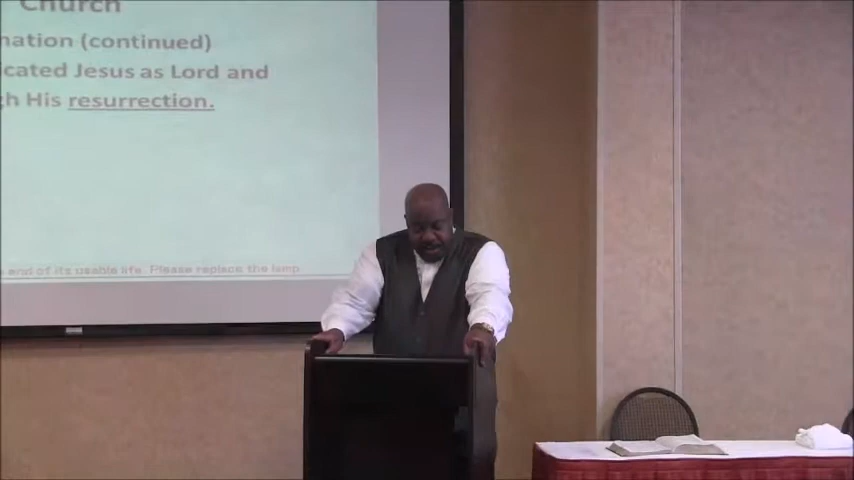 Church
nation (continued)
icated Jesus as Lord and
gh His resurrection.
end of its usable life. Please replace the lamp